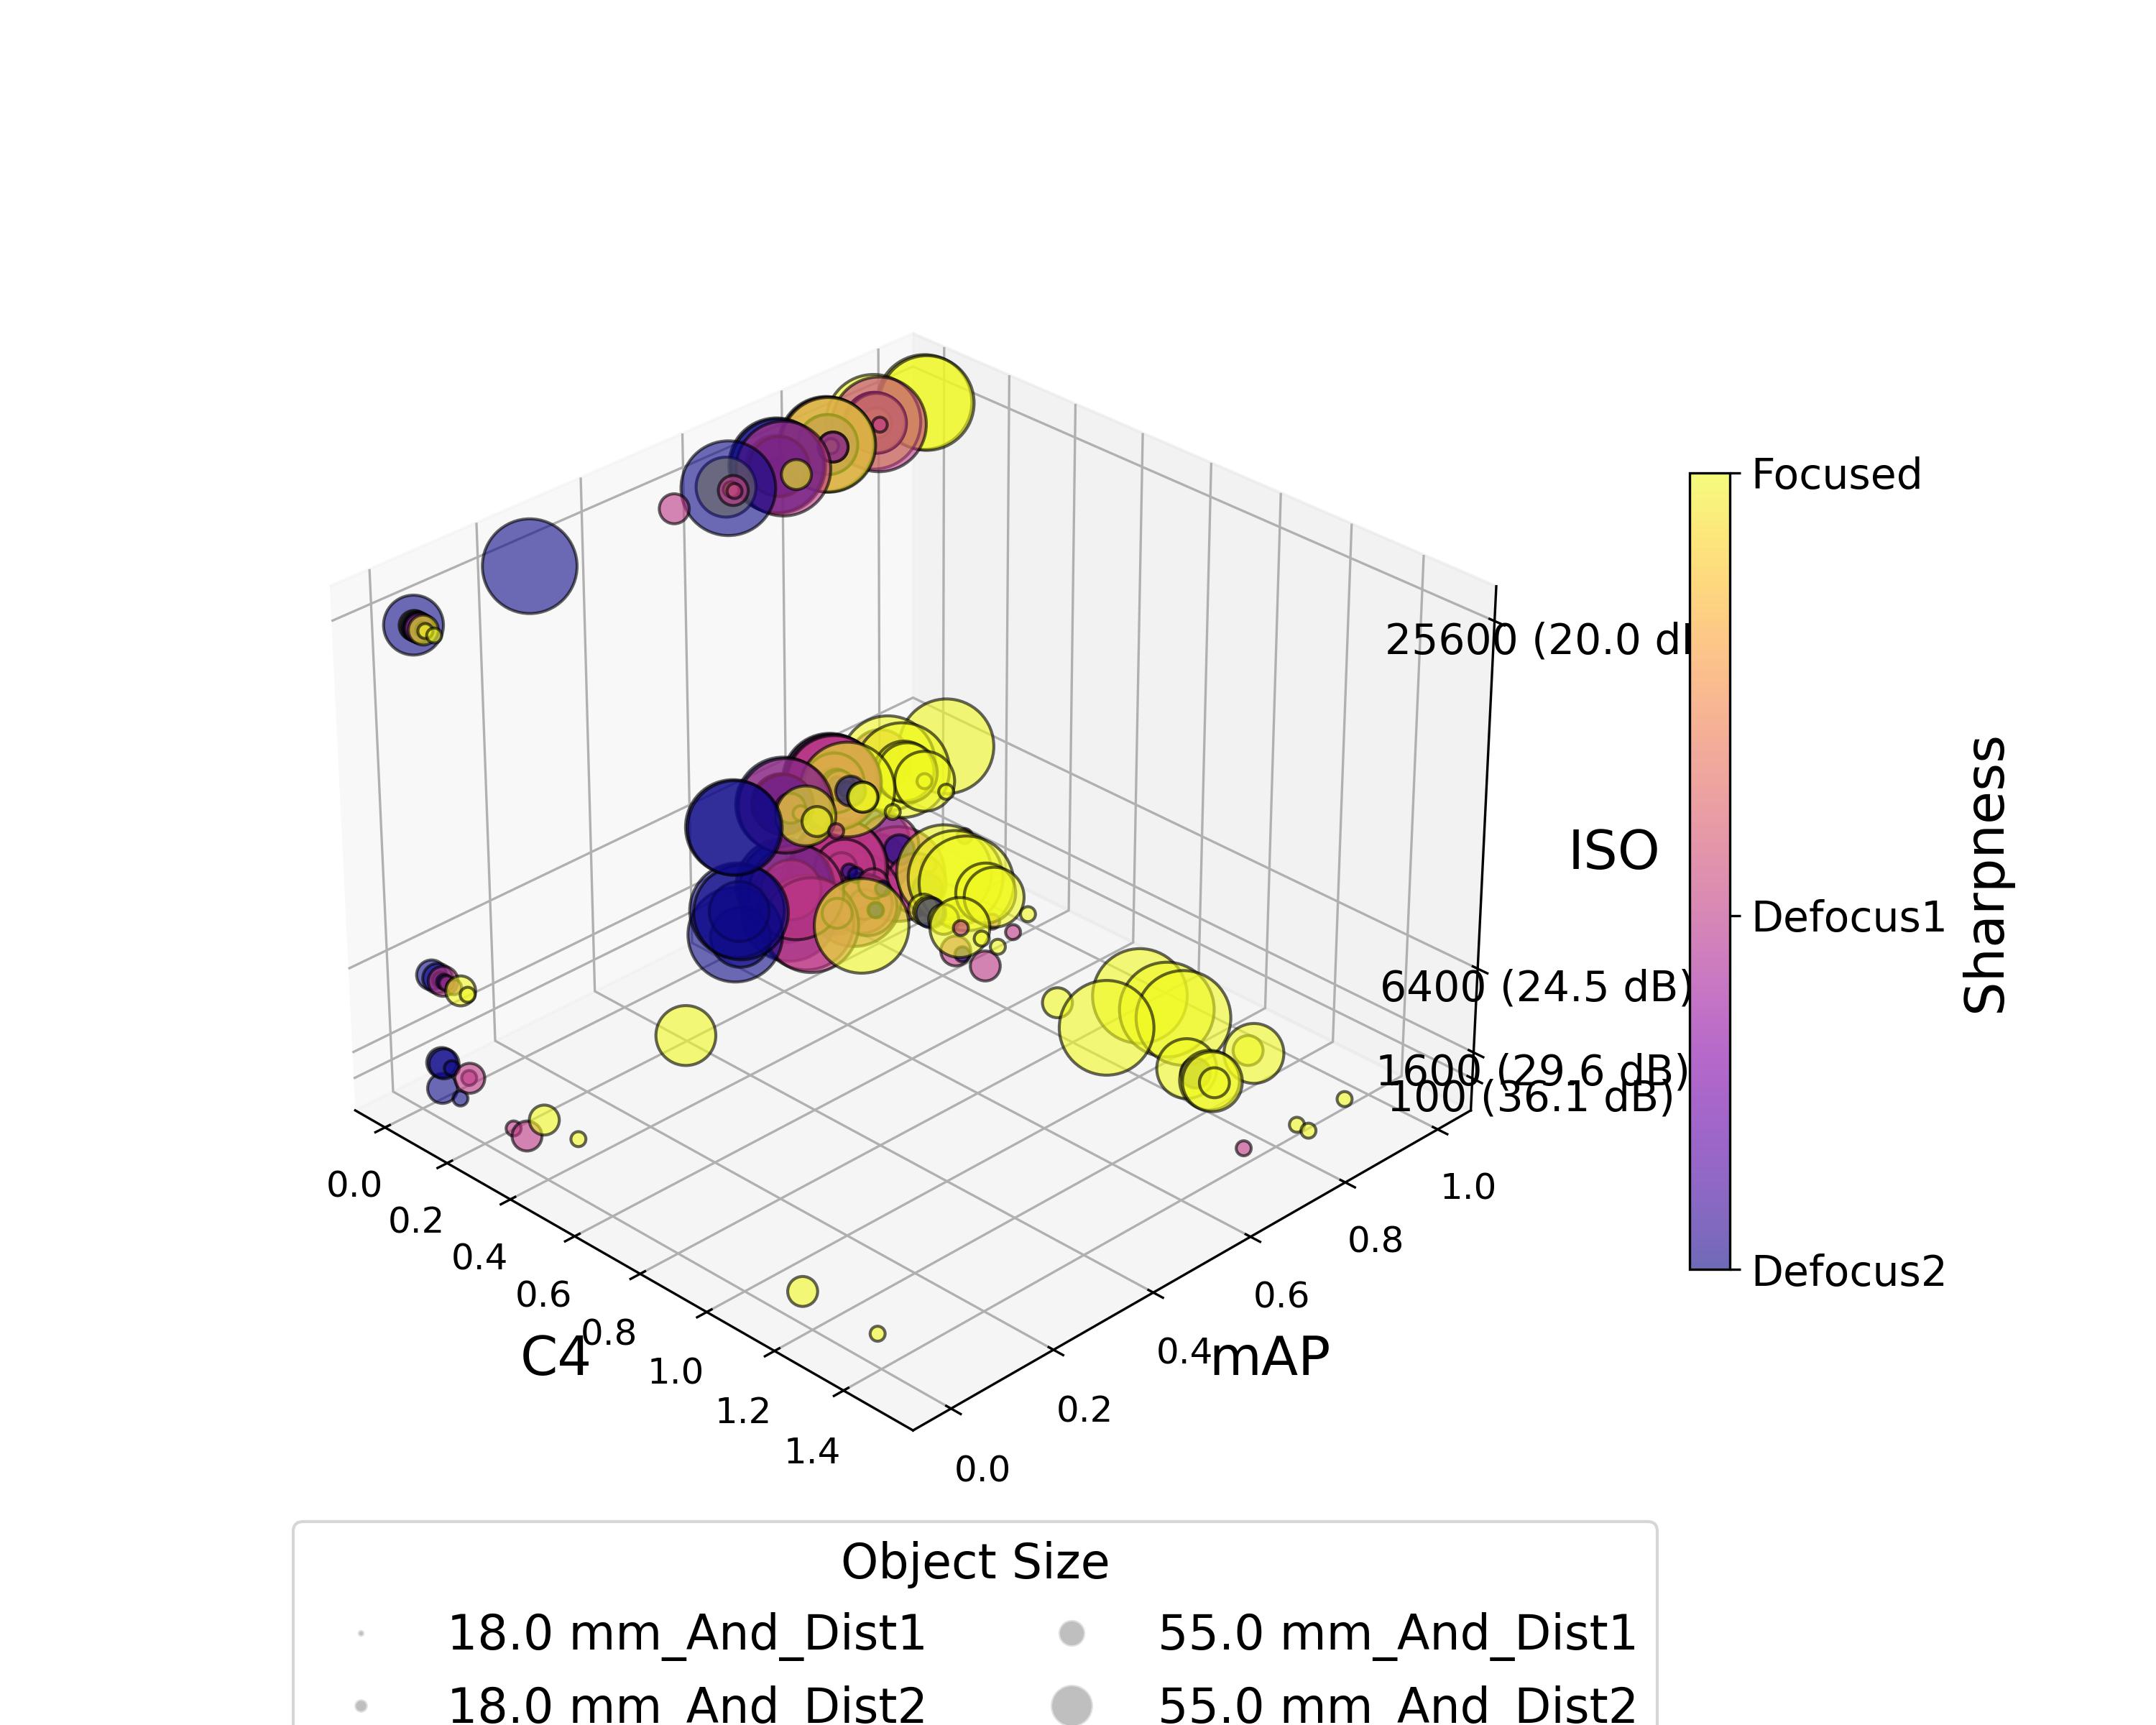 Focused
25600 (20.0 d
ISO
Sharpness
Defocus1
6400 (24.5 dB)
1600 (29.6 dB)
100 (36.1 dB)
Defocus2
0.0
0.2
0.4
0.6
0.8
1.0
1.2
1.4
C4
0.0
0.2
0.4
0.6
0.8
1.0
mAP
Object Size
18.0 mm_And_Dist1
55.0 mm_And_Dist1
18.0 mm_And_Dist2
55.0 mm_And_Dist2